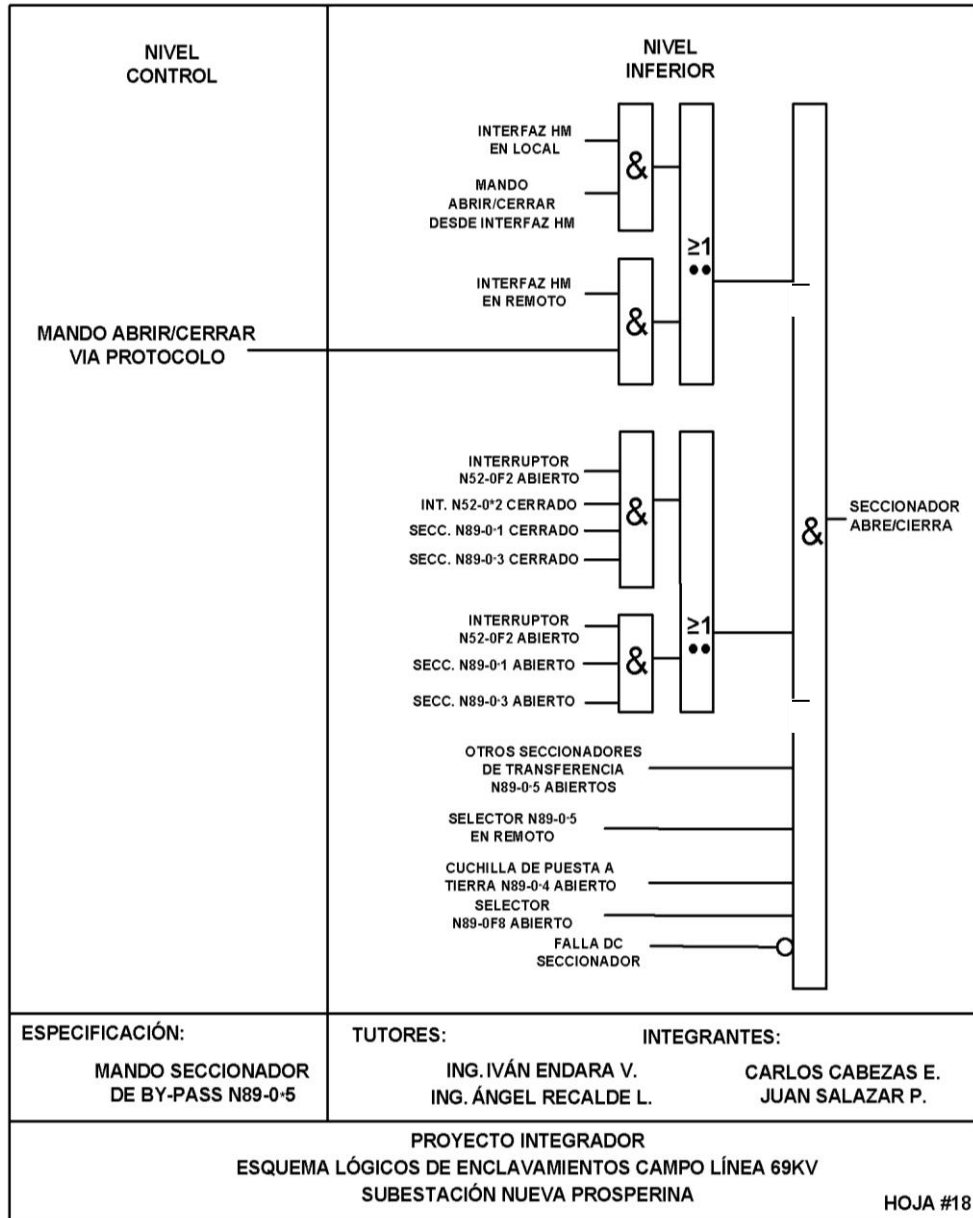 NIVEL
CONTROL
NIVEL
INFERIOR
INTERFAZ HM
EN LOCAL
MANDO
ABRIR/CERRAR
DESDE INTERFAZ HM
&
≥1
INTERFAZ HM
EN REMOTO
&
MANDO ABRIR/CERRAR
VIA PROTOCOLO
INTERRUPTOR
N52-0F2 ABIERTO
INT. N52-0*2 CERRADO
SECC. N89-0-1 CERRADO
SECC. N89-0-3 CERRADO
&
INTERRUPTOR
N52-0F2 ABIERTO
SECC. N89-0-1 ABIERTO
SECC. N89-0-3 ABIERTO
&
≥1
&
SECCIONADOR
ABRE/CIERRA
OTROS SECCIONADORES
DE TRANSFERENCIA
N89-0-5 ABIERTOS
SELECTOR N89-0-5
EN REMOTO
CUCHILLA DE PUESTA A
TIERRA N89-0-4 ABIERTO
SELECTOR
N89-0F8 ABIERTO
FALLA DC
SECCIONADOR
ESPECIFICACIÓN:
MANDO SECCIONADOR
DE BY-PASS N89-0*5
TUTORES:
ING. IVÁN ENDARA V.
ING. ÁNGEL RECALDE L.
INTEGRANTES:
CARLOS CABEZAS E.
JUAN SALAZAR P.
PROYECTO INTEGRADOR
ESQUEMA LÓGICOS DE ENCLAVAMIENTOS CAMPO LÍNEA 69KV
SUBESTACIÓN NUEVA PROSPERINA
HOJA #18